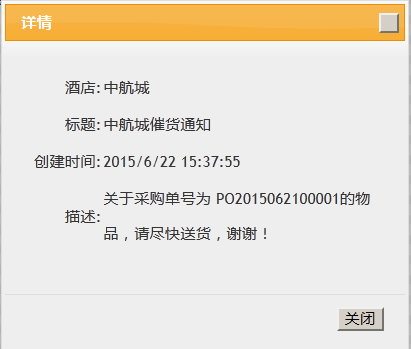 详情
酒店: 中航城
标题: 中航城催货通知
创建时间: 2015/6/22 15:37:55
关于采购单号为 PO2015062100001的物
描述:
品，请尽快送货，谢谢！
关闭